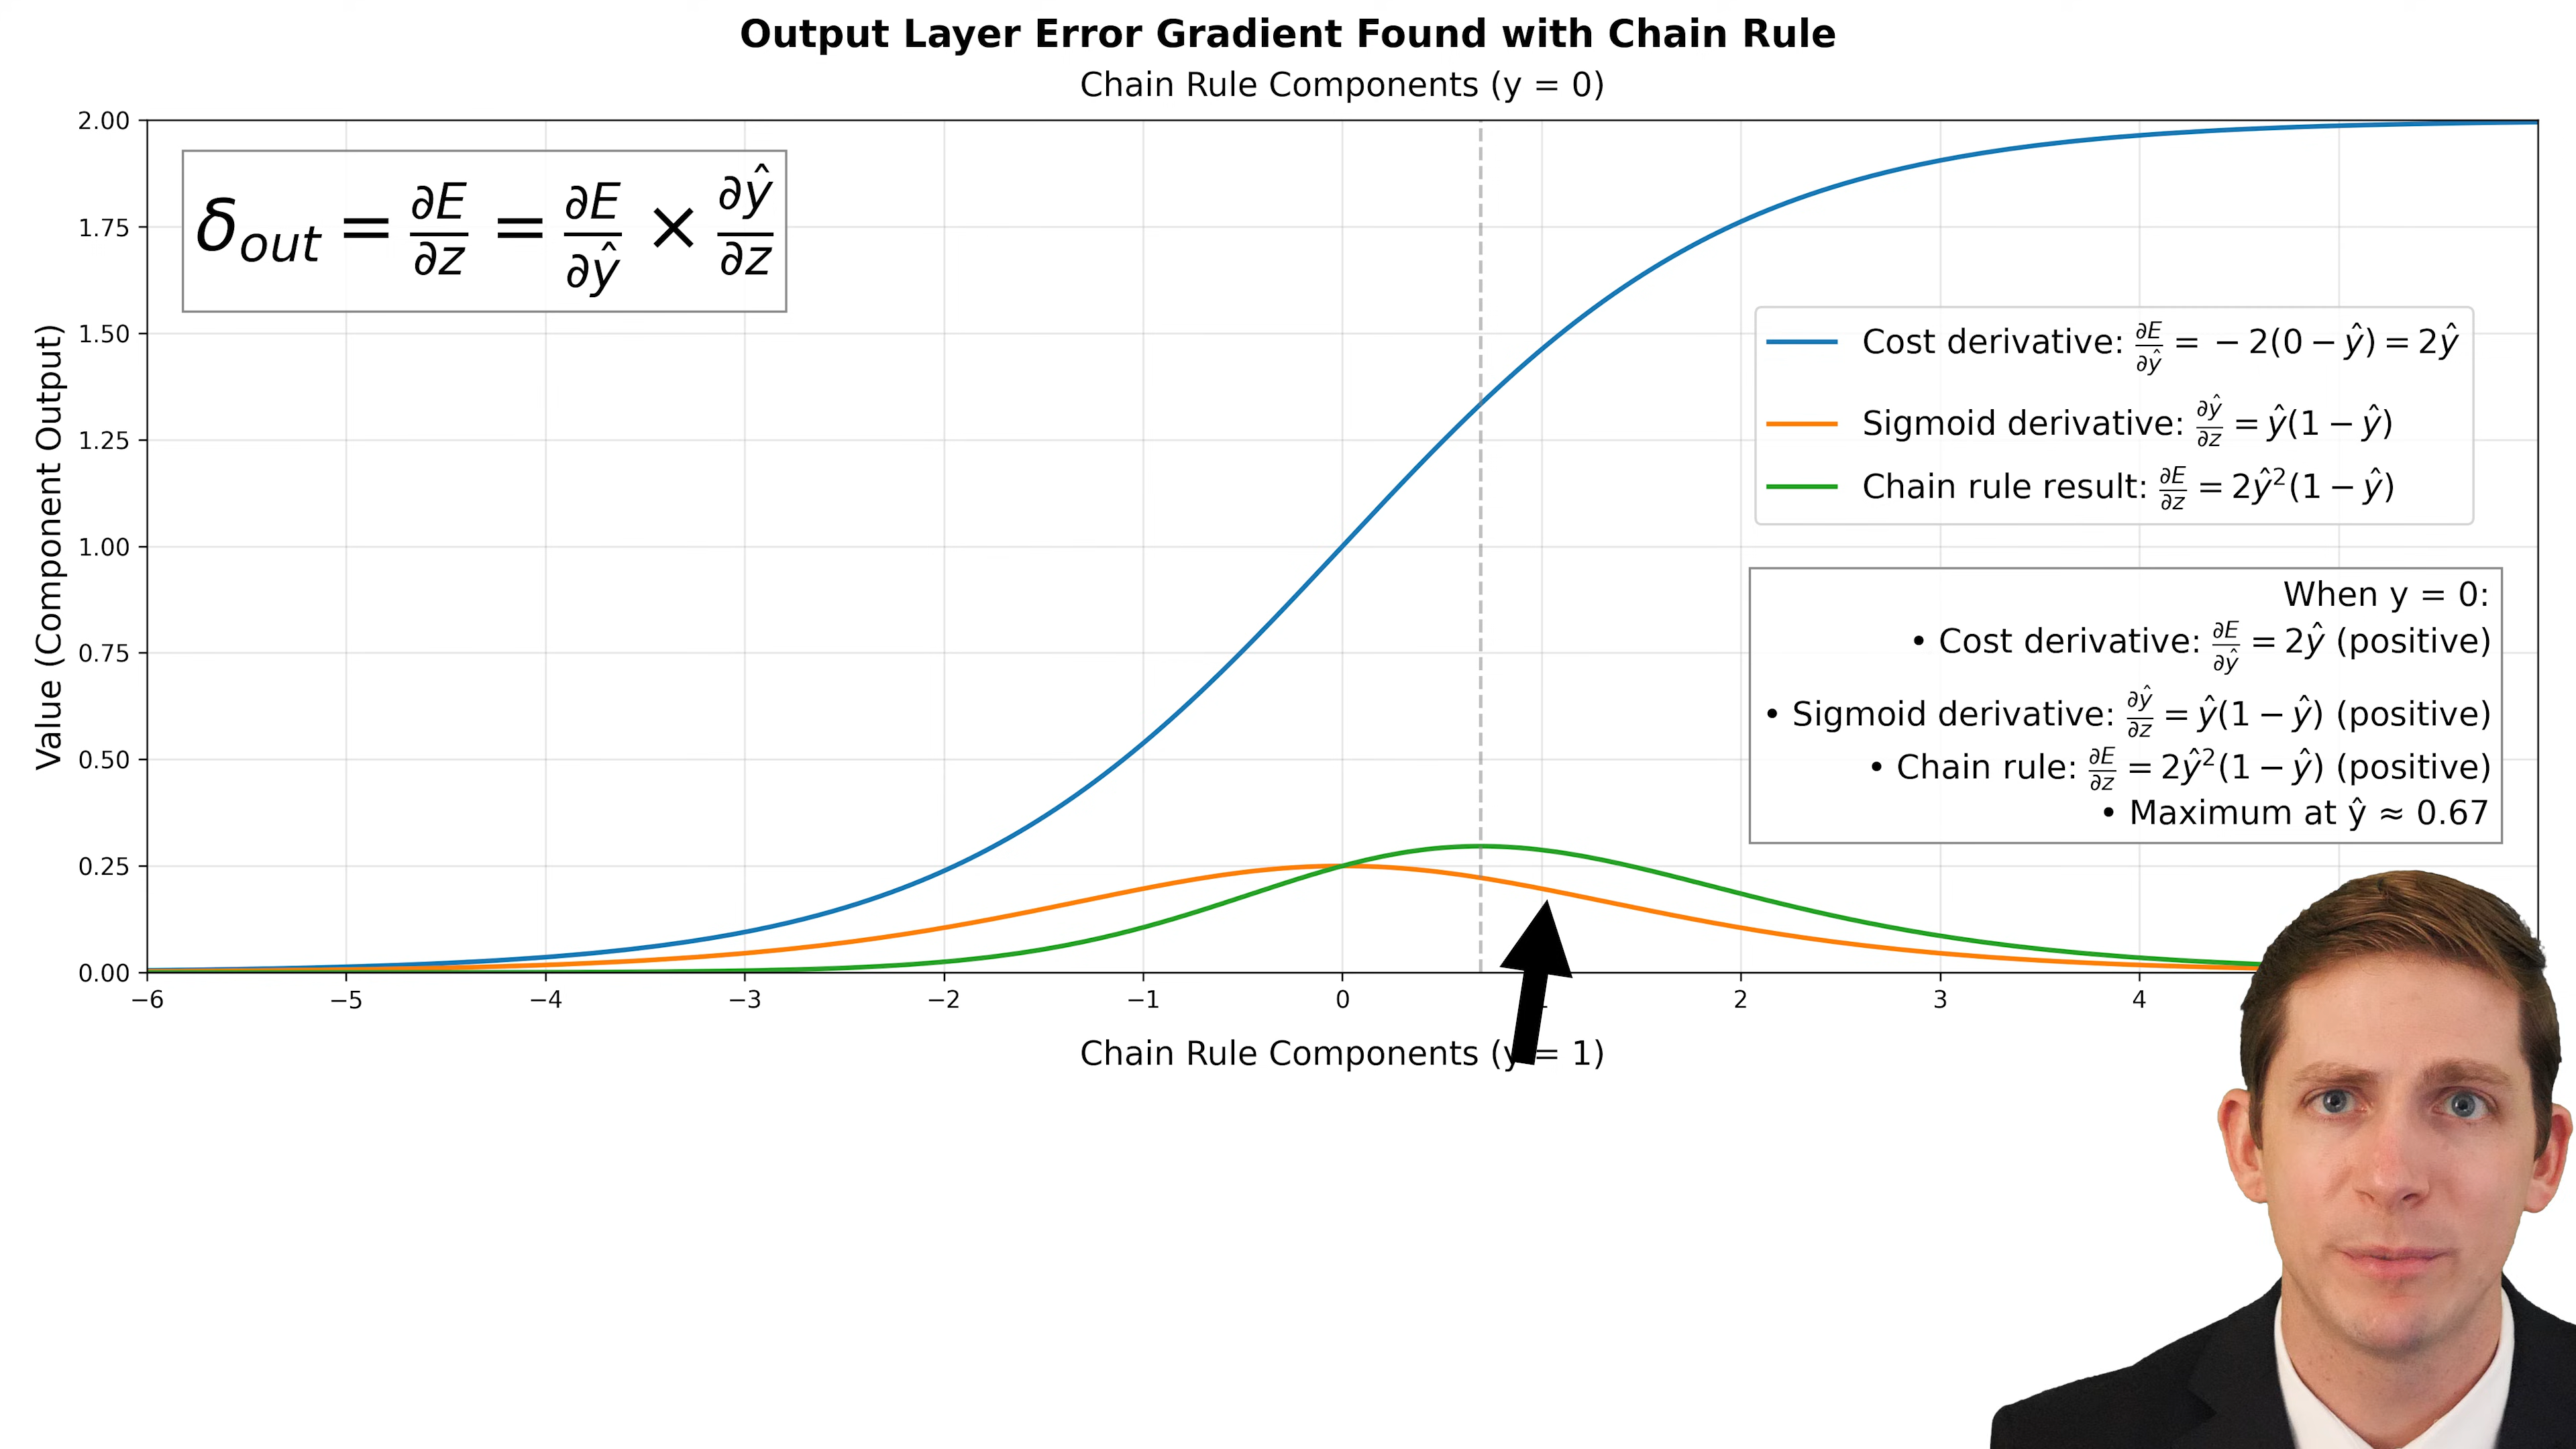 Output Layer Error Gradient Found with Chain Rule
Chain Rule Components (y = 0)
2.00
1.75
1.50
1.25
1.00
0.75
0.50
0.25
0.00
Value (Component Output)
δ_out = ∂E/∂z = ∂E/∂ŷ × ∂ŷ/∂z
Cost derivative: ∂E/∂ŷ = − 2(0 − ŷ) = 2ŷ
Sigmoid derivative: ∂ŷ/∂z = ŷ(1 − ŷ)
Chain rule result: ∂E/∂z = 2ŷ²(1 − ŷ)
When y = 0:
• Cost derivative: ∂E/∂ŷ = 2ŷ (positive)
• Sigmoid derivative: ∂ŷ/∂z = ŷ(1 − ŷ) (positive)
• Chain rule: ∂E/∂z = 2ŷ²(1 − ŷ) (positive)
• Maximum at ŷ ≈ 0.67
−6 −5 −4 −3 −2 −1 0 2 3 4
Chain Rule Components (y = 1)